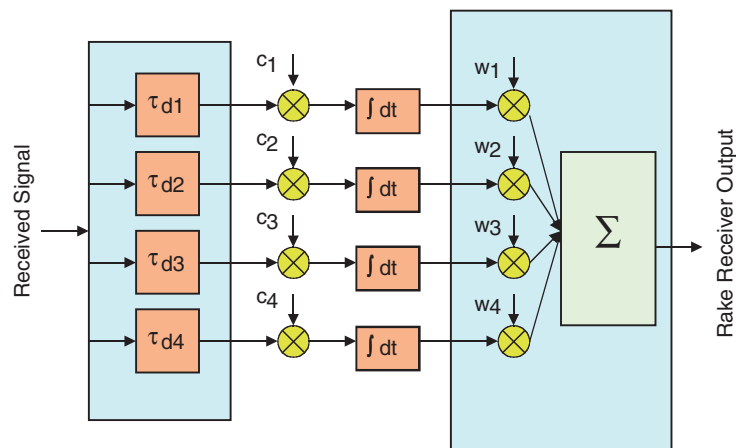 Received Signal
τd1
τd2
τd3
τd4
c1
c2
c3
c4
∫ dt
∫ dt
∫ dt
∫ dt
w1
w2
w3
w4
Σ
Rake Receiver Output